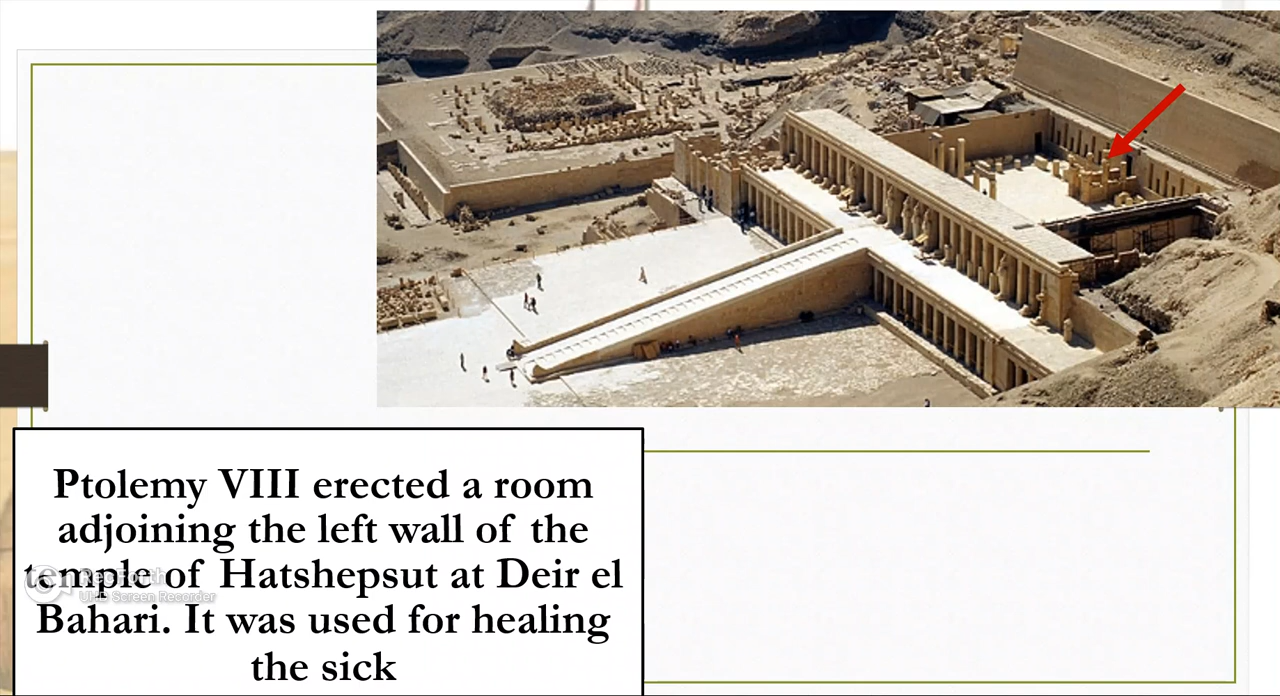 Ptolemy VIII erected a room
adjoining the left wall of the
temple of Hatshepsut at Deir el
Bahari. It was used for healing
the sick
RecForth
UHD Screen Recorder